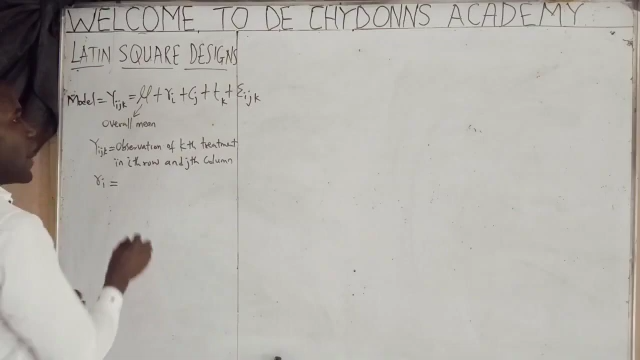 WELCOME TO DE CHYDONNS ACADEMY
LATIN SQUARE DESIGNS
Model = Yijk = μ + ri + cj + tk + εijk
overall mean
Yijk = Observation of kth treatment
in ith row and jth column
ri =